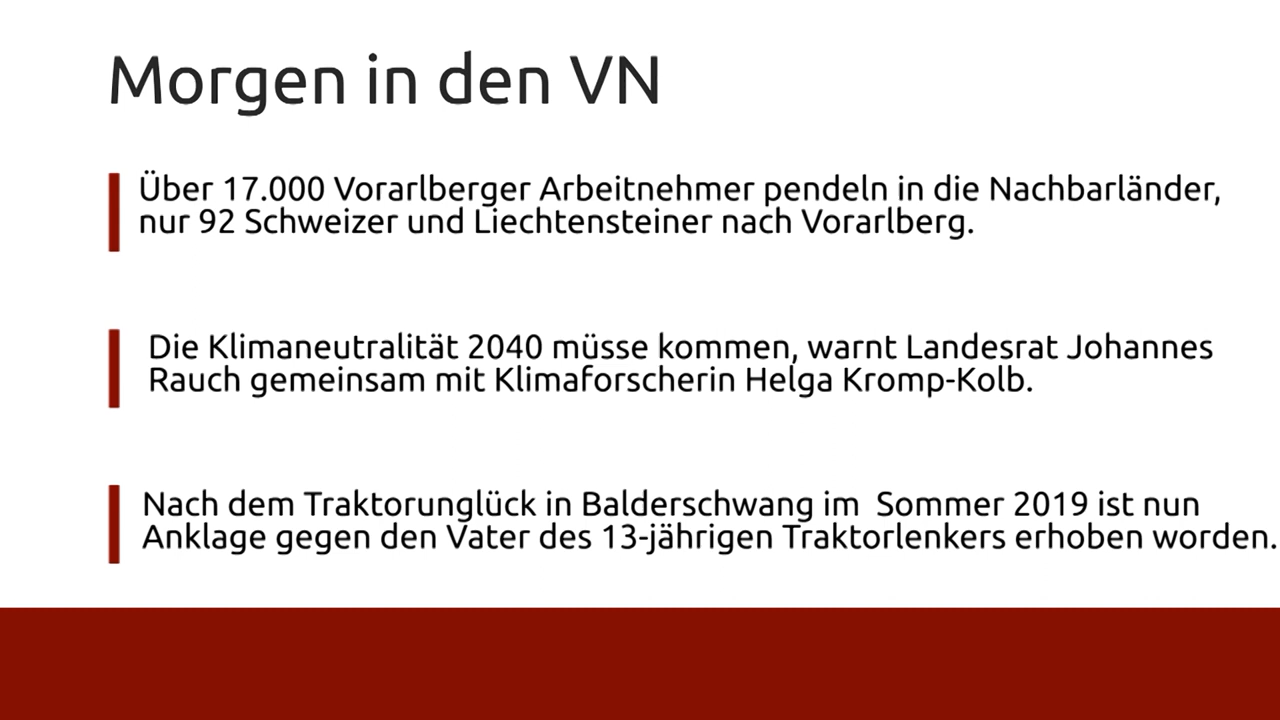 Morgen in den VN
Über 17.000 Vorarlberger Arbeitnehmer pendeln in die Nachbarländer,
nur 92 Schweizer und Liechtensteiner nach Vorarlberg.
Die Klimaneutralität 2040 müsse kommen, warnt Landesrat Johannes
Rauch gemeinsam mit Klimaforscherin Helga Kromp-Kolb.
Nach dem Traktorunglück in Balderschwang im  Sommer 2019 ist nun
Anklage gegen den Vater des 13-jährigen Traktorlenkers erhoben worden.